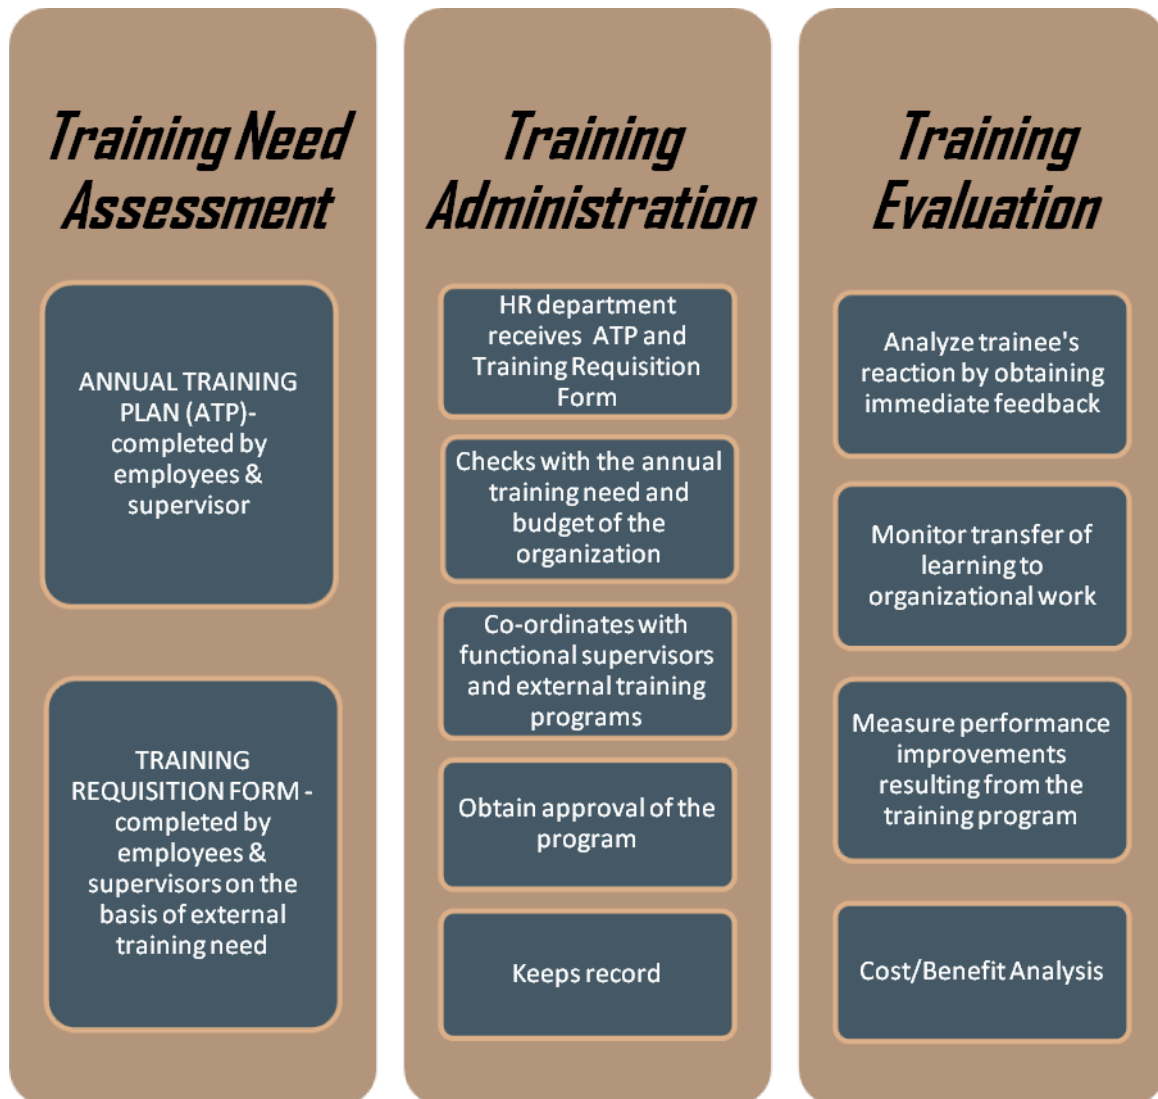 Training Need
Assessment
ANNUAL TRAINING
PLAN (ATP)-
completed by
employees &
supervisor
TRAINING
REQUISITION FORM -
completed by
employees &
supervisors on the
basis of external
training need
Training
Administration
HR department
receives ATP and
Training Requisition
Form
Checks with the annual
training need and
budget of the
organization
Co-ordinates with
functional supervisors
and external training
programs
Obtain approval of the
program
Keeps record
Training
Evaluation
Analyze trainee's
reaction by obtaining
immediate feedback
Monitor transfer of
learning to
organizational work
Measure performance
improvements
resulting from the
training program
Cost/Benefit Analysis